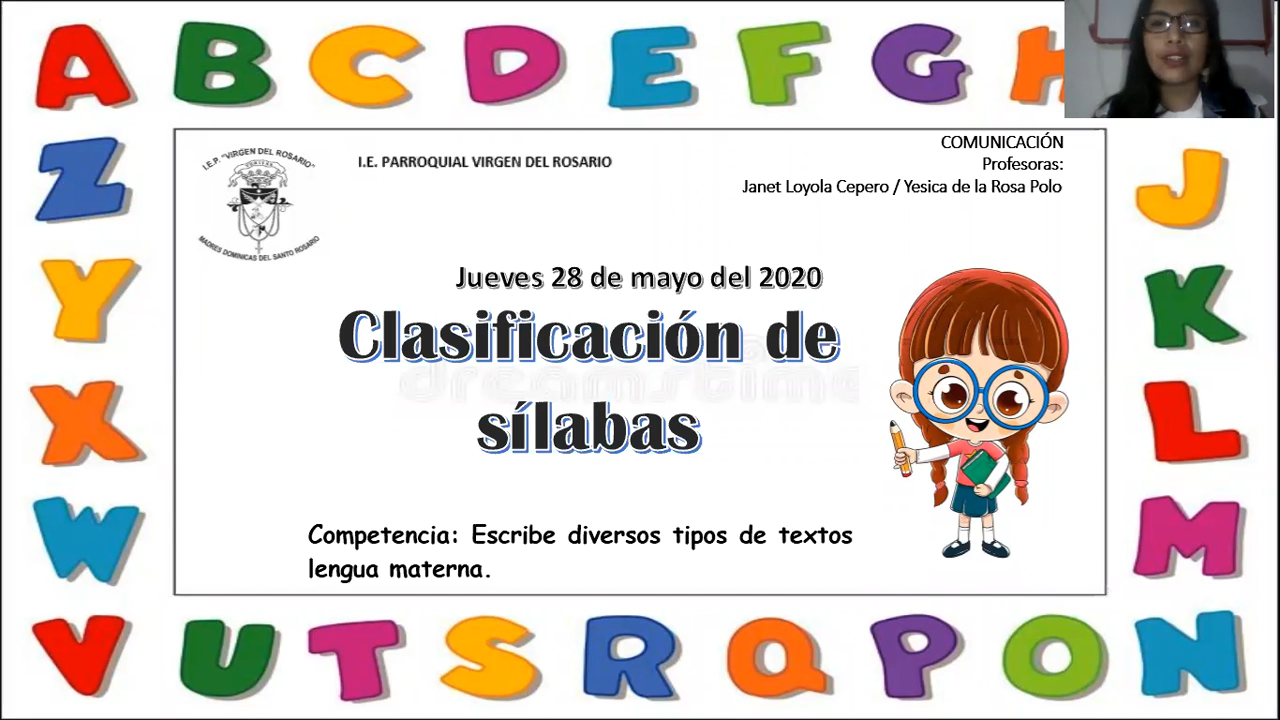 A B C D E F G H
COMUNICACIÓN
Profesoras:
Janet Loyola Cepero / Yesica de la Rosa Polo
I.E.P. "VIRGEN DEL ROSARIO"
MADRES DOMINICAS DEL SANTO ROSARIO
I.E. PARROQUIAL VIRGEN DEL ROSARIO
Jueves 28 de mayo del 2020
Clasificación de
sílabas
dreamstime
Competencia: Escribe diversos tipos de textos
lengua materna.
Z
Y
X
W
J
K
L
M
V U T S R Q P O N